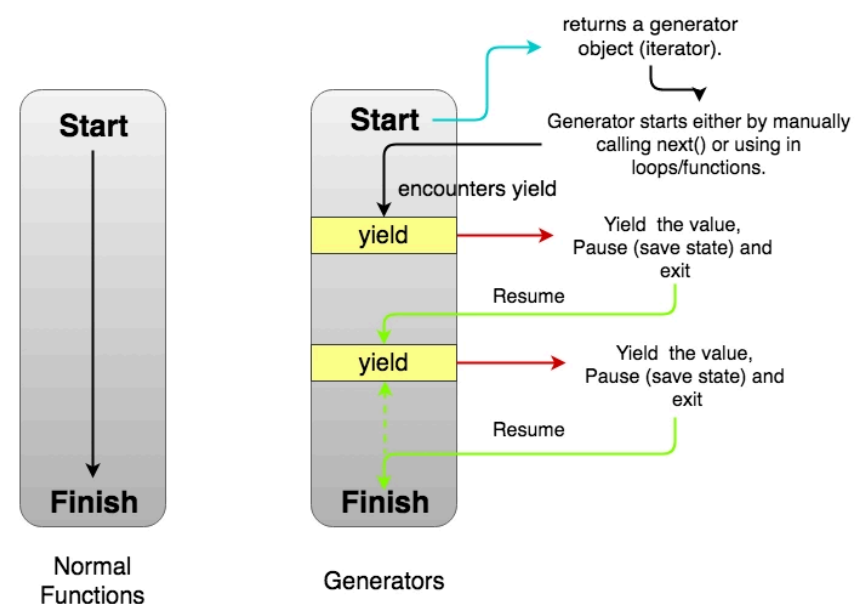 returns a generator
object (iterator).
Start
Start
Generator starts either by manually
calling next() or using in
loops/functions.
encounters yield
yield
Yield the value,
Pause (save state) and
exit
Resume
yield
Yield the value,
Pause (save state) and
exit
Resume
Finish
Finish
Normal
Functions
Generators